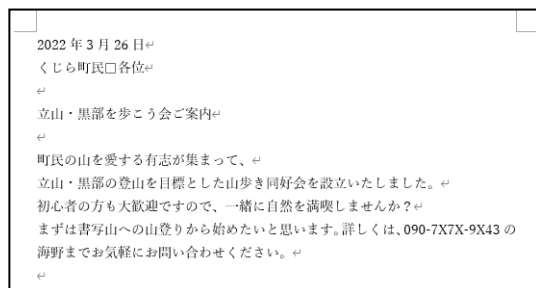 2022 年 3 月 26 日
くじら町民□各位
立山・黒部を歩こう会ご案内
町民の山を愛する有志が集まって、
立山・黒部の登山を目標とした山歩き同好会を設立いたしました。
初心者の方も大歓迎ですので、一緒に自然を満喫しませんか？
まずは書写山への山登りから始めたいと思います。詳しくは、090-7X7X-9X43 の
海野までお気軽にお問い合わせください。